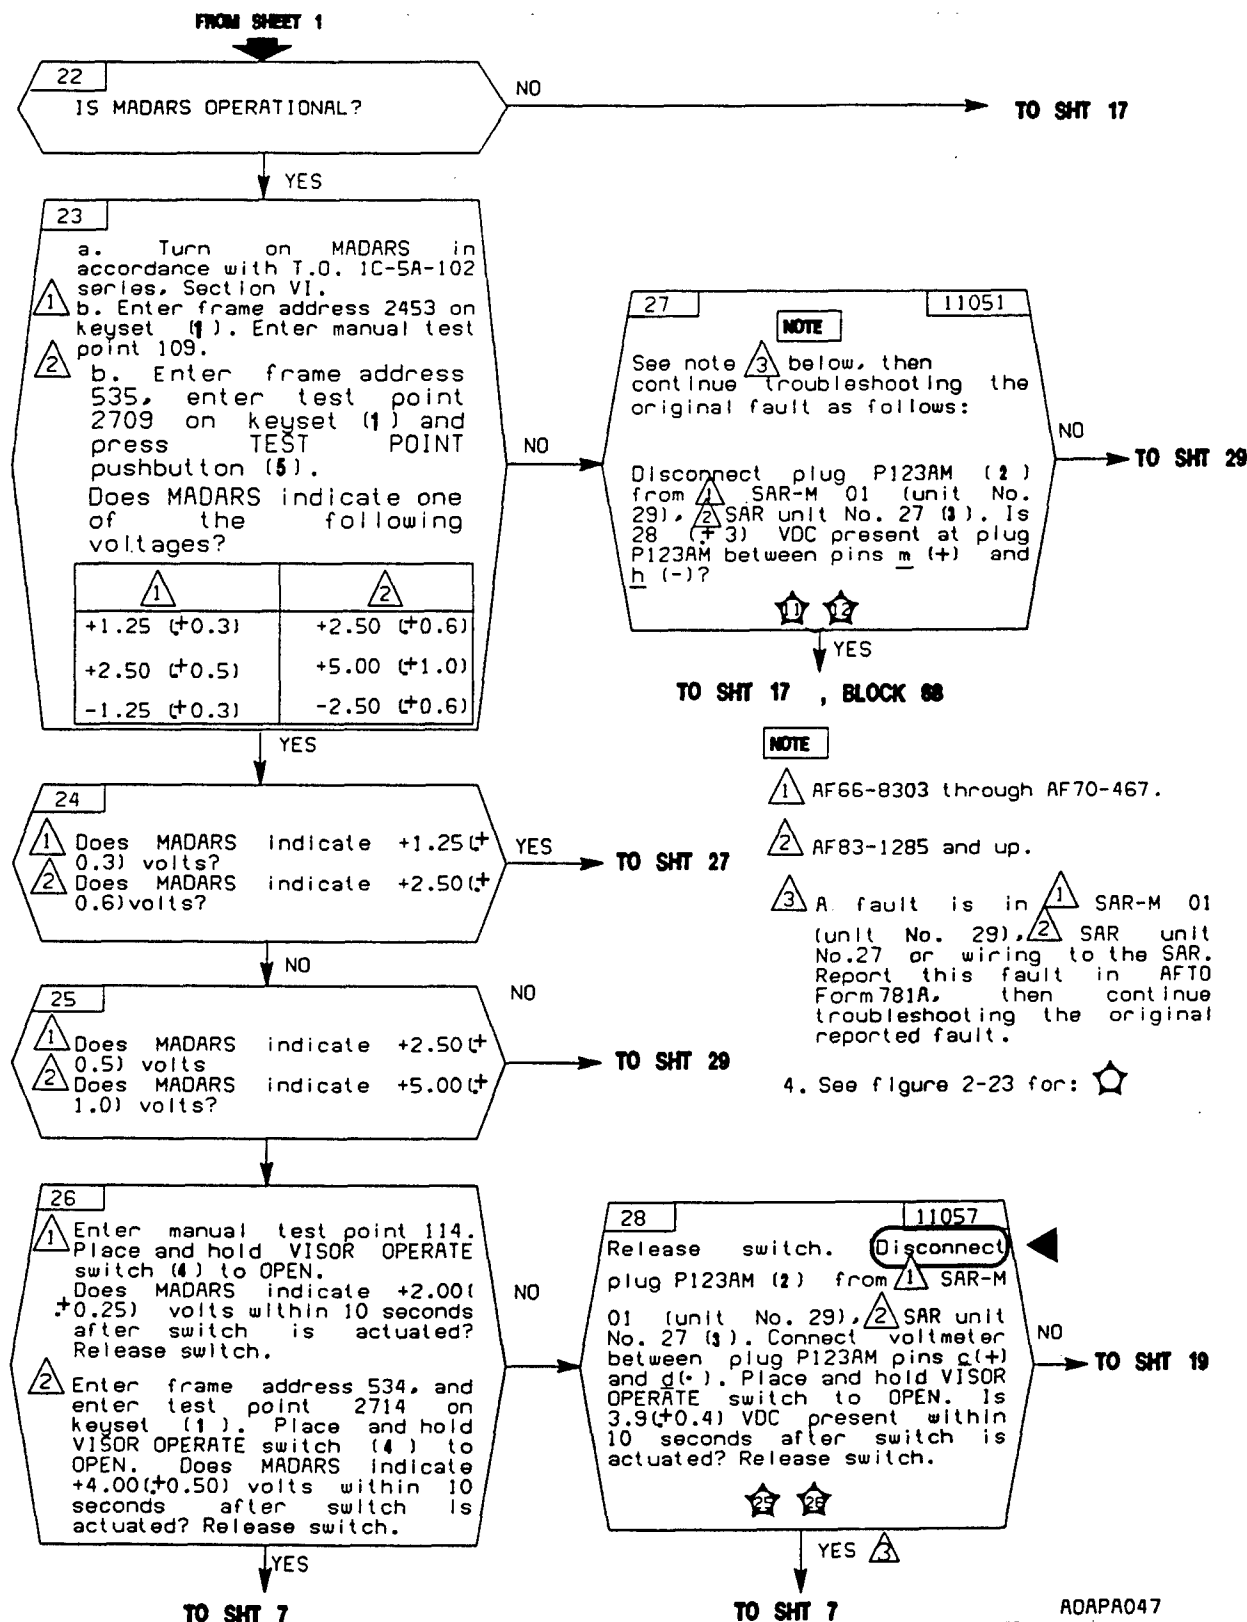 FROM SHEET 1
22
IS MADARS OPERATIONAL?
NO
TO SHT 17
YES
23
a. Turn on MADARS in
accordance with T.O. 1C-5A-102
series, Section VI.
1
b. Enter frame address 2453 on
keyset (1). Enter manual test
point 109.
2
b. Enter frame address
535, enter test point
2709 on keyset (1) and
press TEST POINT
pushbutton (5).
Does MADARS indicate one
of the following
voltages?
1 2
+1.25 (±0.3) +2.50 (±0.6)
+2.50 (±0.5) +5.00 (±1.0)
-1.25 (±0.3) -2.50 (±0.6)
NO
YES
27 11051
NOTE
See note 3 below, then
continue troubleshooting the
original fault as follows:
Disconnect plug P123AM (2)
from 1 SAR-M 01 (unit No.
29), 2 SAR unit No. 27 (3). Is
28 (±3) VDC present at plug
P123AM between pins m (+) and
h (-)?
11 12
NO
TO SHT 29
YES
TO SHT 17 , BLOCK 68
24
1 Does MADARS indicate +1.25(±
0.3) volts?
2 Does MADARS indicate +2.50(±
0.6)volts?
YES
TO SHT 27
NO
25
1 Does MADARS indicate +2.50(±
0.5) volts
2 Does MADARS indicate +5.00(±
1.0) volts?
NO
TO SHT 29
NOTE
1 AF66-8303 through AF70-467.
2 AF83-1285 and up.
3 A fault is in 1 SAR-M 01
(unit No. 29), 2 SAR unit
No.27 or wiring to the SAR.
Report this fault in AFTO
Form 781A, then continue
troubleshooting the original
reported fault.
4. See figure 2-23 for:
26
1 Enter manual test point 114.
Place and hold VISOR OPERATE
switch (4) to OPEN.
Does MADARS indicate +2.00(
±0.25) volts within 10 seconds
after switch is actuated?
Release switch.
2 Enter frame address 534, and
enter test point 2714 on
keyset (1). Place and hold
VISOR OPERATE switch (4) to
OPEN. Does MADARS indicate
+4.00(±0.50) volts within 10
seconds after switch is
actuated? Release switch.
NO
YES
TO SHT 7
28 11057
Release switch. Disconnect
plug P123AM (2) from 1 SAR-M
01 (unit No. 29), 2 SAR unit
No. 27 (3). Connect voltmeter
between plug P123AM pins c(+)
and d(-). Place and hold VISOR
OPERATE switch to OPEN. Is
3.9(±0.4) VDC present within
10 seconds after switch is
actuated? Release switch.
25 26
NO
TO SHT 19
YES 3
TO SHT 7
AOAPA047